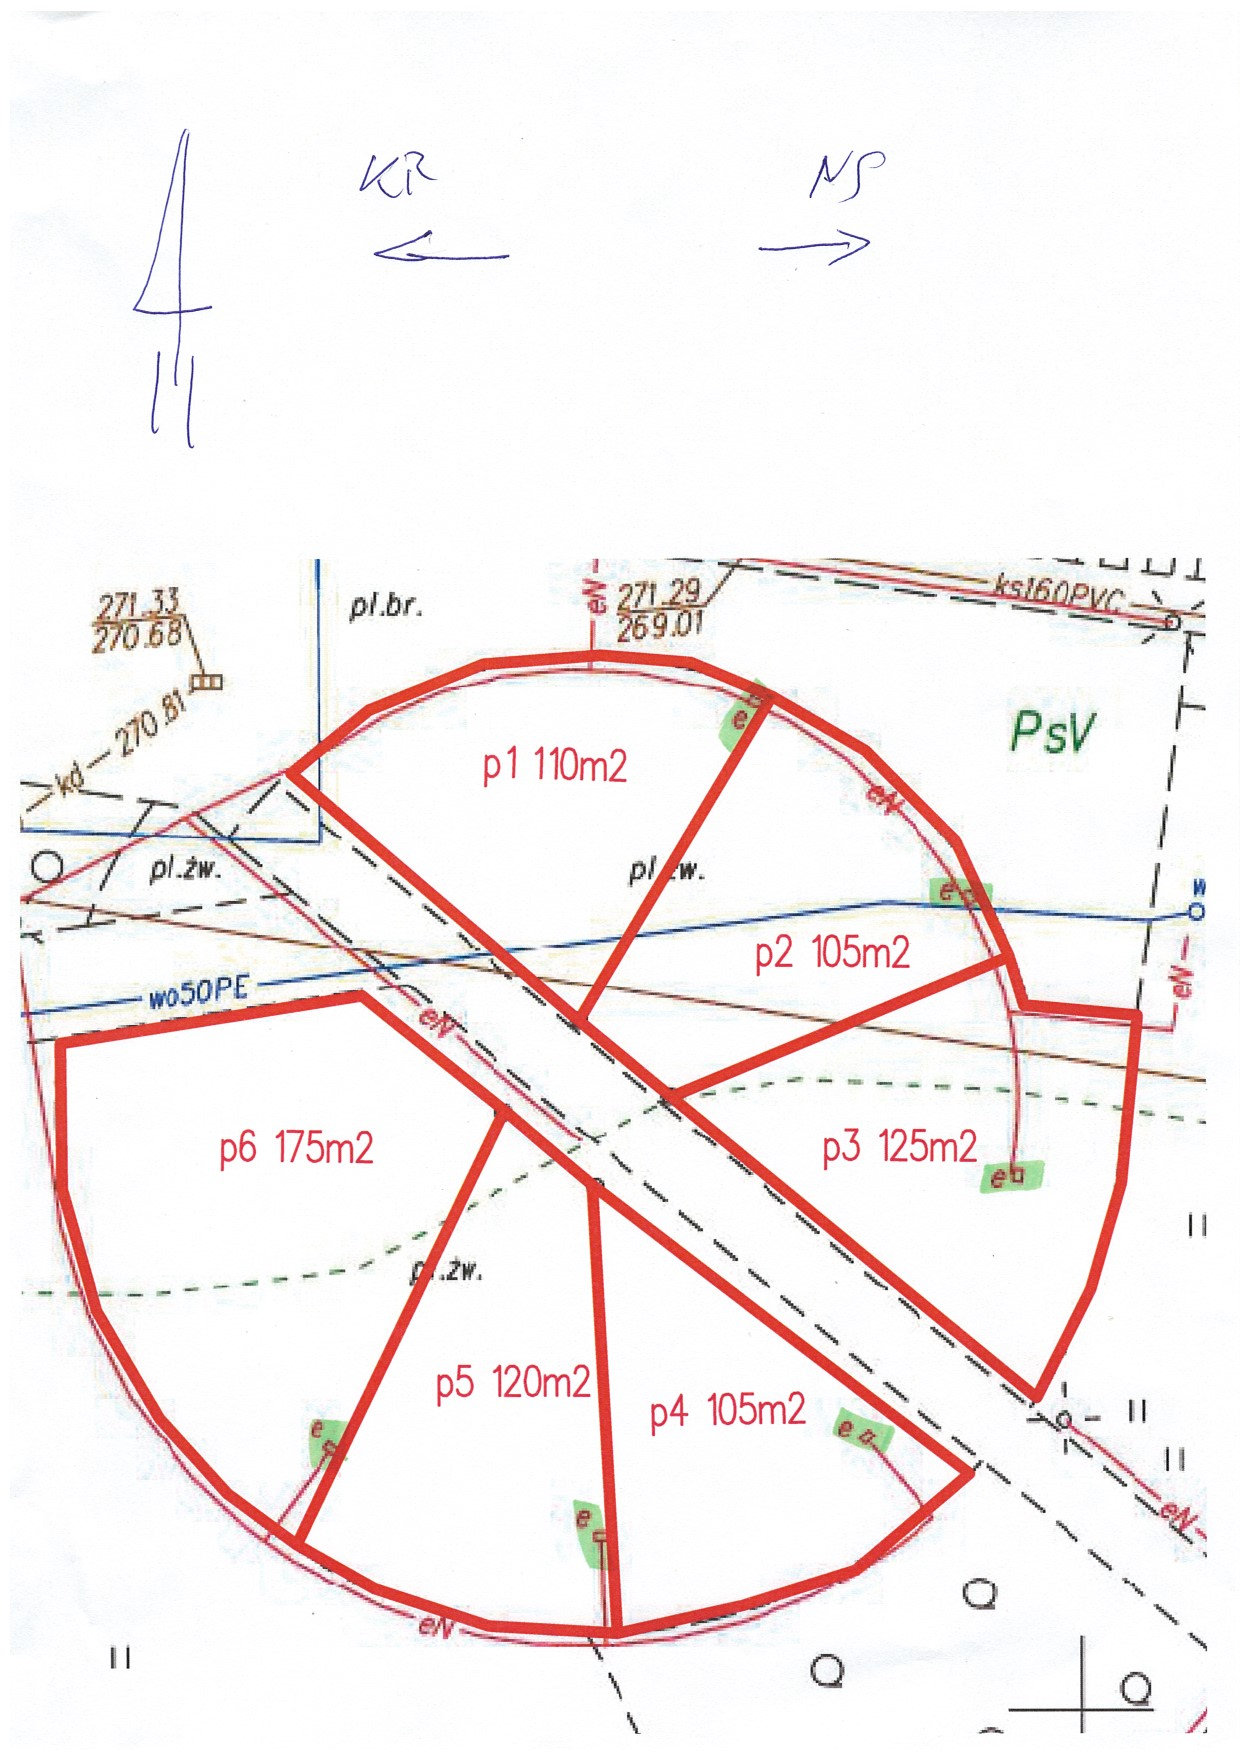 KR
NS
271.33
270.68
pl.br.
eN
271.29
269.01
ks160PVC
kd
270.81
e
PsV
p1 110m2
eN
pl.żw.
pl.żw.
e
w
p2 105m2
eN
wo50PE
eN
p6 175m2
p3 125m2
e
pl.żw.
p5 120m2
p4 105m2
e
e
e
eN
eN